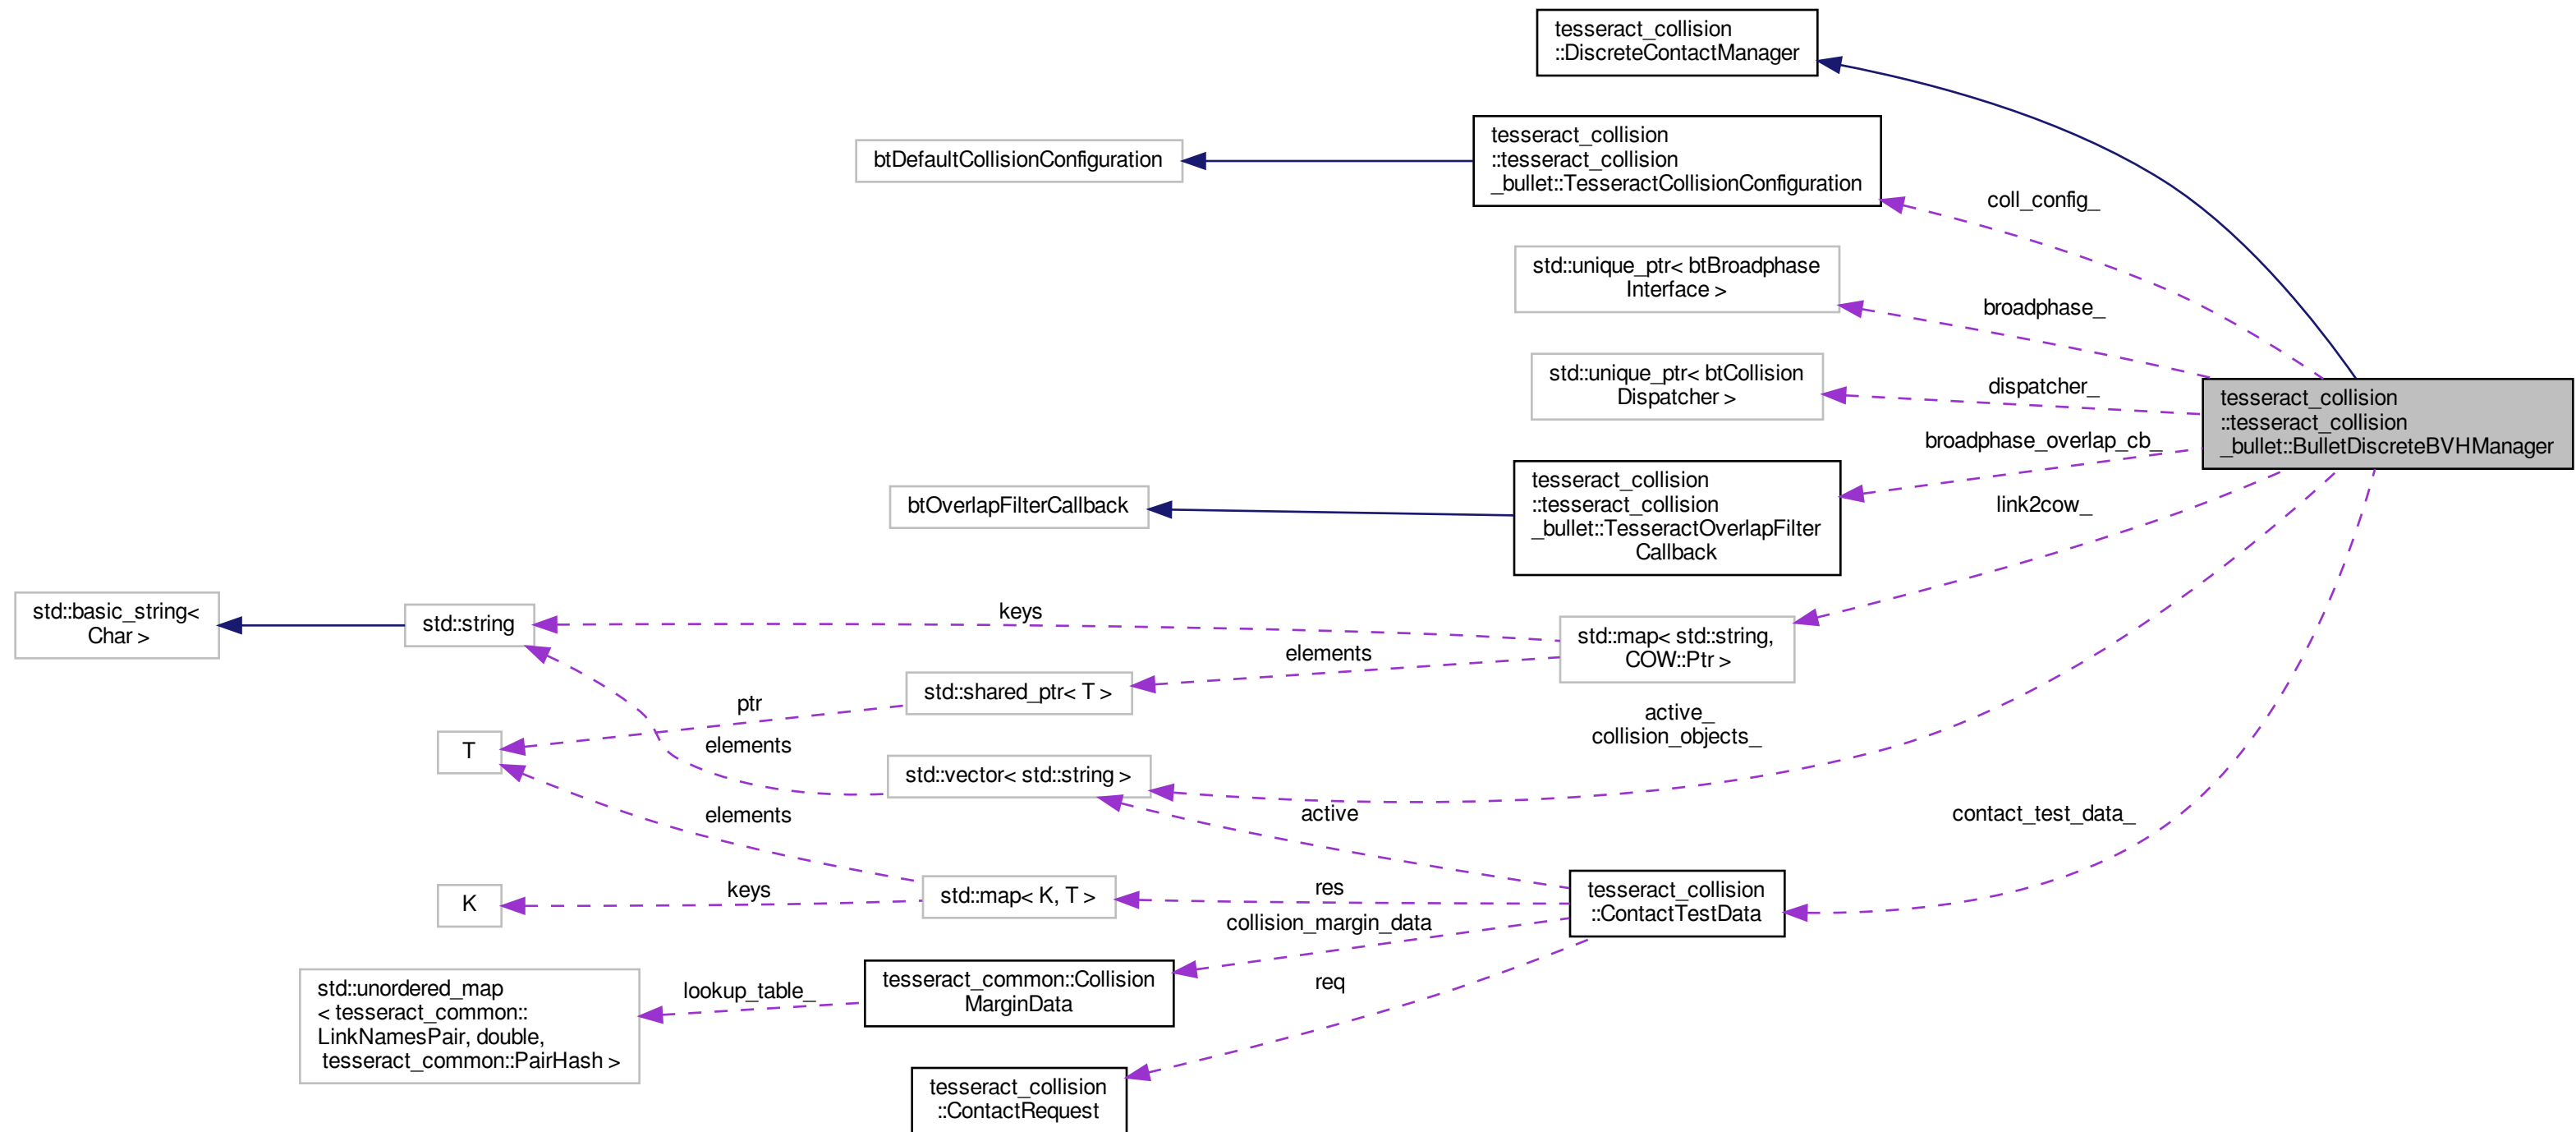 tesseract_collision
::DiscreteContactManager
btDefaultCollisionConfiguration
tesseract_collision
::tesseract_collision
_bullet::TesseractCollisionConfiguration
coll_config_
std::unique_ptr< btBroadphase
Interface >
broadphase_
std::unique_ptr< btCollision
Dispatcher >
dispatcher_
tesseract_collision
::tesseract_collision
_bullet::BulletDiscreteBVHManager
broadphase_overlap_cb_
btOverlapFilterCallback
tesseract_collision
::tesseract_collision
_bullet::TesseractOverlapFilter
Callback
link2cow_
std::basic_string<
Char >
std::string
keys
std::map< std::string,
COW::Ptr >
elements
std::shared_ptr< T >
ptr
T
elements
active_
collision_objects_
std::vector< std::string >
elements
active
contact_test_data_
K
keys
std::map< K, T >
res
tesseract_collision
::ContactTestData
collision_margin_data
std::unordered_map
< tesseract_common::
LinkNamesPair, double,
tesseract_common::PairHash >
lookup_table_
tesseract_common::Collision
MarginData
req
tesseract_collision
::ContactRequest